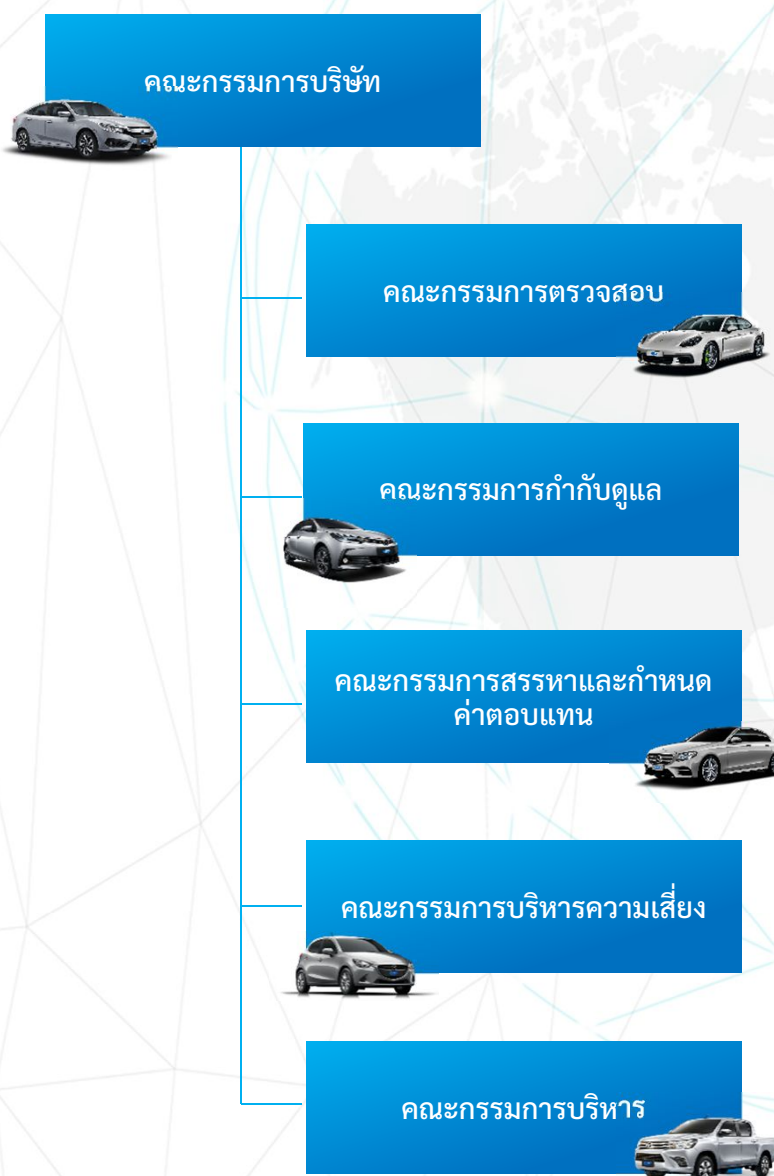 คณะกรรมการบริษัท
คณะกรรมการตรวจสอบ
คณะกรรมการกำกับดูแล
คณะกรรมการสรรหาและกำหนด
ค่าตอบแทน
คณะกรรมการบริหารความเสี่ยง
คณะกรรมการบริหาร